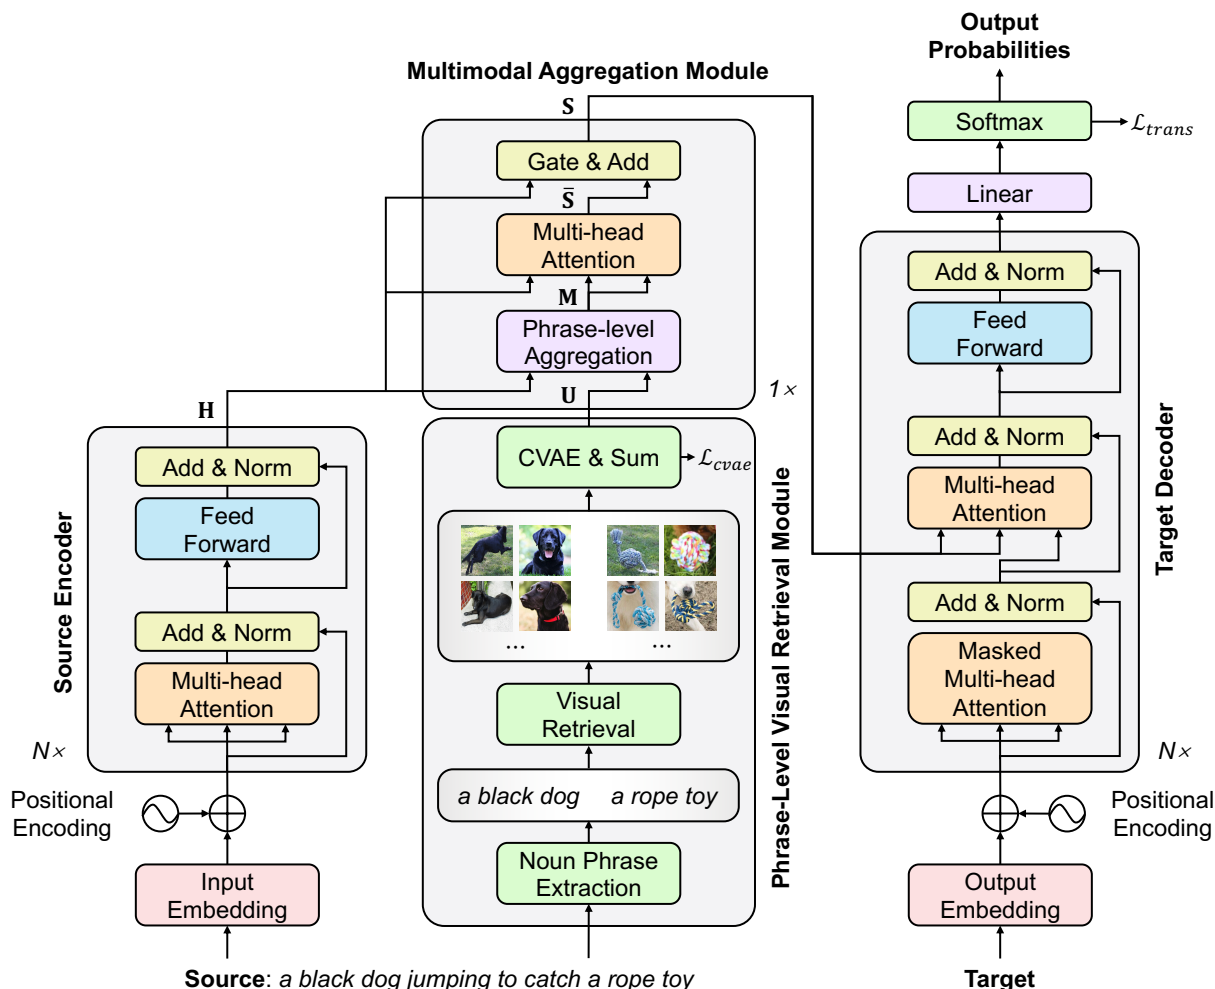 Output
Probabilities
Multimodal Aggregation Module
S
Softmax
ℒ_trans
Gate & Add
Linear
S̄
Multi-head
Attention
Add & Norm
M
Feed
Forward
Phrase-level
Aggregation
1×
U
H
Add & Norm
CVAE & Sum
ℒ_cvae
Add & Norm
Multi-head
Attention
Feed
Forward
Source Encoder
Phrase-Level Visual Retrieval Module
Target Decoder
Add & Norm
Add & Norm
...
...
Masked
Multi-head
Attention
Multi-head
Attention
Visual
Retrieval
N×
N×
a black dog
a rope toy
Positional
Encoding
Positional
Encoding
Noun Phrase
Extraction
Input
Embedding
Output
Embedding
Source: a black dog jumping to catch a rope toy
Target